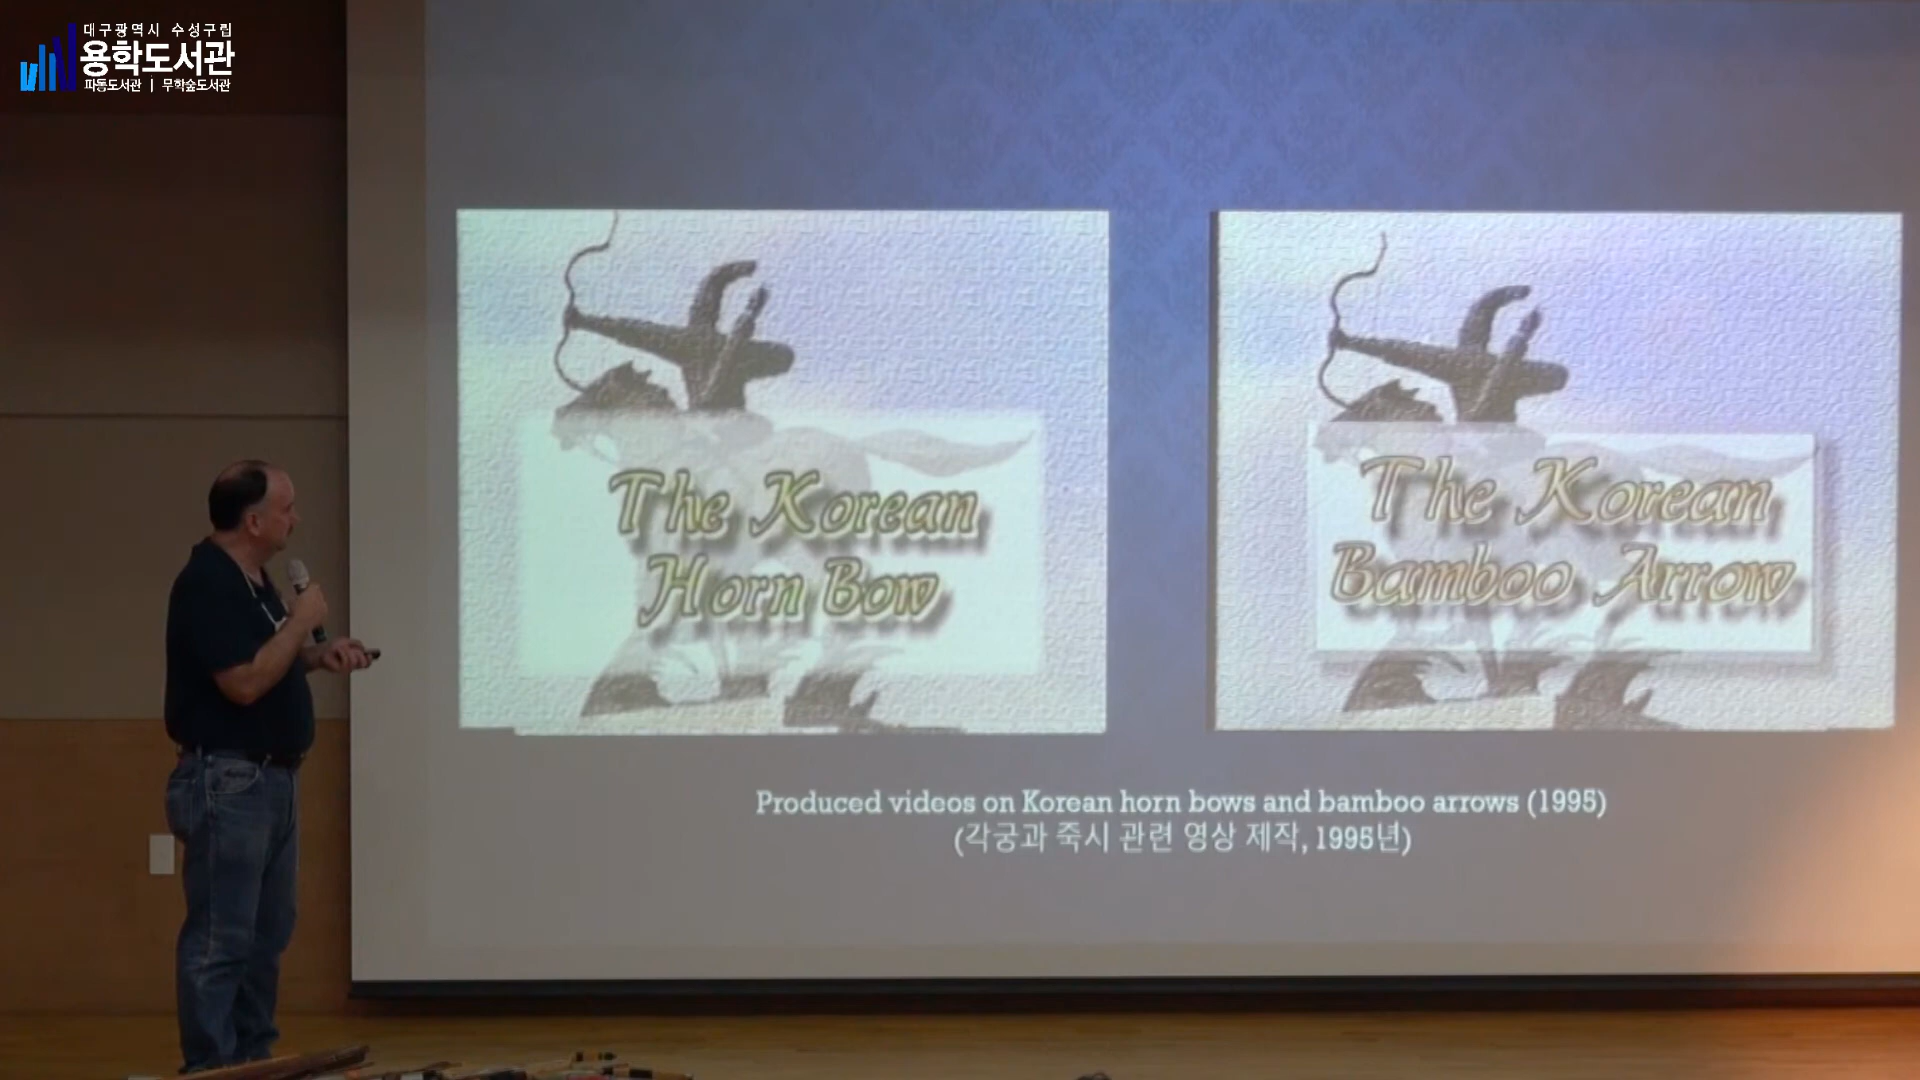 대구광역시 수성구립
용학도서관
파동도서관 | 무학숲도서관
The Korean
Horn Bow
The Korean
Bamboo Arrow
Produced videos on Korean horn bows and bamboo arrows (1995)
(각궁과 죽시 관련 영상 제작, 1995년)